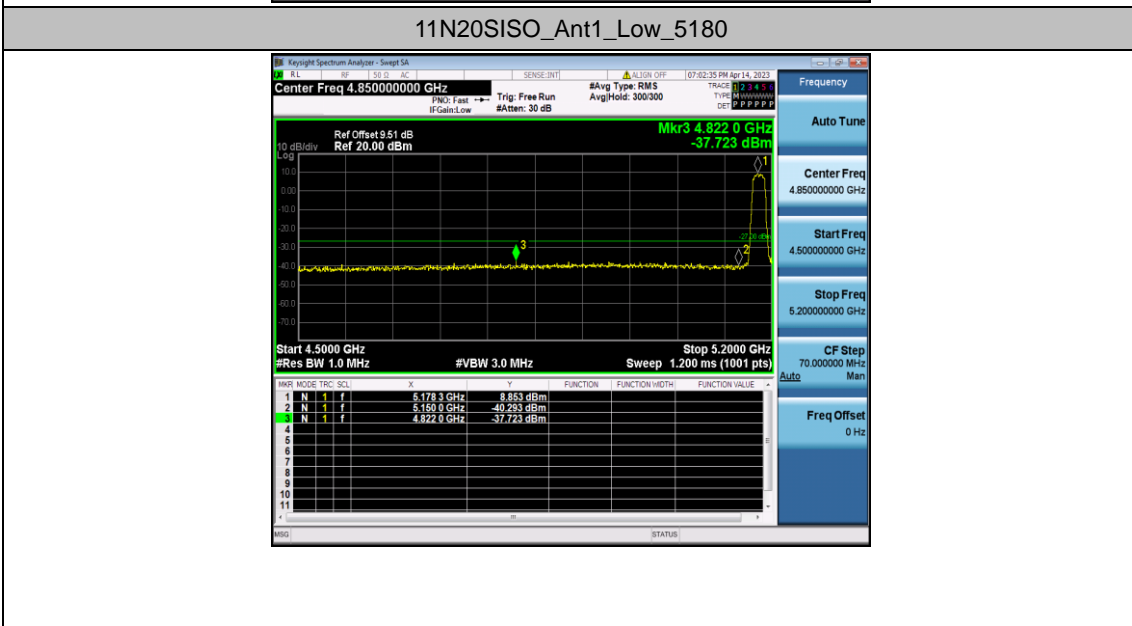 11N20SISO_Ant1_Low_5180
Keysight Spectrum Analyzer - Swept SA
RL RF 50 Ω AC SENSE:INT ALIGN OFF 07:02:35 PM Apr 14, 2023
Center Freq 4.850000000 GHz
PNO: Fast
IFGain:Low
Trig: Free Run
#Atten: 30 dB
#Avg Type: RMS
Avg|Hold: 300/300
TRACE 1 2 3 4 5 6
TYPE M W W W W W
DET P P P P P P
Ref Offset 9.51 dB
10 dB/div Ref 20.00 dBm
Log
Mkr3 4.822 0 GHz
-37.723 dBm
10.0
0.00
-10.0
-20.0
-30.0
-40.0
-50.0
-60.0
-70.0
1
2
3
-27.00 dBm
Start 4.5000 GHz Stop 5.2000 GHz
#Res BW 1.0 MHz #VBW 3.0 MHz Sweep 1.200 ms (1001 pts)
MKR MODE TRC SCL X Y FUNCTION FUNCTION WIDTH FUNCTION VALUE
1 N 1 f 5.178 3 GHz 8.853 dBm
2 N 1 f 5.150 0 GHz -40.293 dBm
3 N 1 f 4.822 0 GHz -37.723 dBm
4
5
6
7
8
9
10
11
MSG STATUS
Frequency
Auto Tune
Center Freq
4.850000000 GHz
Start Freq
4.500000000 GHz
Stop Freq
5.200000000 GHz
CF Step
70.000000 MHz
Auto Man
Freq Offset
0 Hz